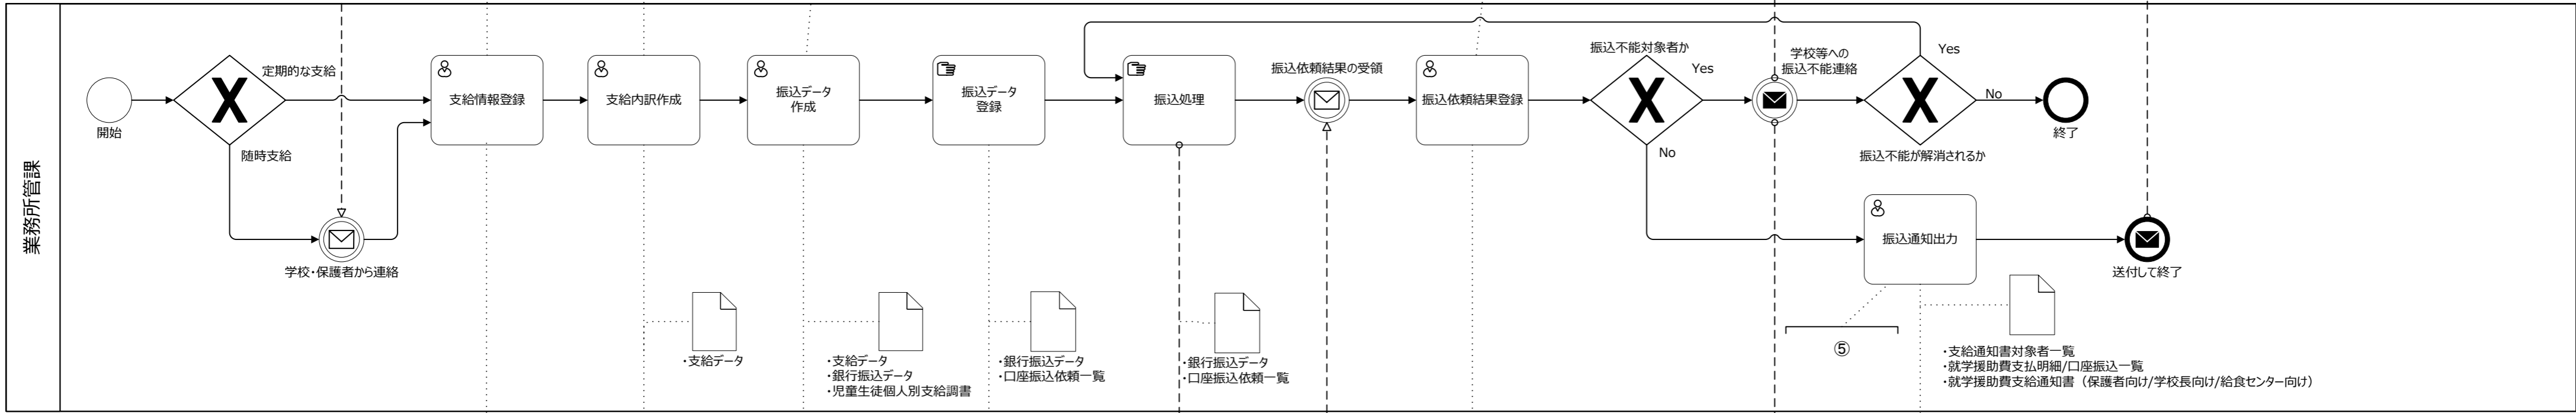 業務所管課
開始
定期的な支給
随時支給
学校・保護者から連絡
支給情報登録
支給内訳作成
・支給データ
振込データ
作成
・支給データ
・銀行振込データ
・児童生徒個人別支給調書
振込データ
登録
・銀行振込データ
・口座振込依頼一覧
振込処理
・銀行振込データ
・口座振込依頼一覧
振込依頼結果の受領
振込依頼結果登録
振込不能対象者か
Yes
No
学校等への
振込不能連絡
Yes
No
振込不能が解消されるか
終了
振込通知出力
⑤
送付して終了
・支給通知書対象者一覧
・就学援助費支払明細/口座振込一覧
・就学援助費支給通知書（保護者向け/学校長向け/給食センター向け）